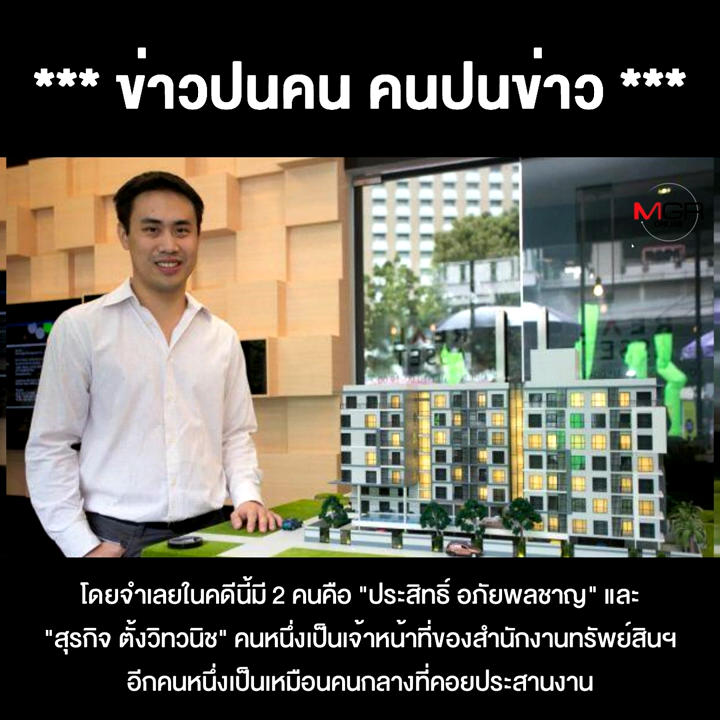 *** ข่าวปนคน คนปนข่าว ***
MGR
ONLINE
REAL
ASSET
โดยจำเลยในคดีนี้มี 2 คนคือ "ประสิทธิ์ อภัยพลชาญ" และ
"สุรกิจ ตั้งวิทวนิช" คนหนึ่งเป็นเจ้าหน้าที่ของสำนักงานทรัพย์สินฯ
อีกคนหนึ่งเป็นเหมือนคนกลางที่คอยประสานงาน